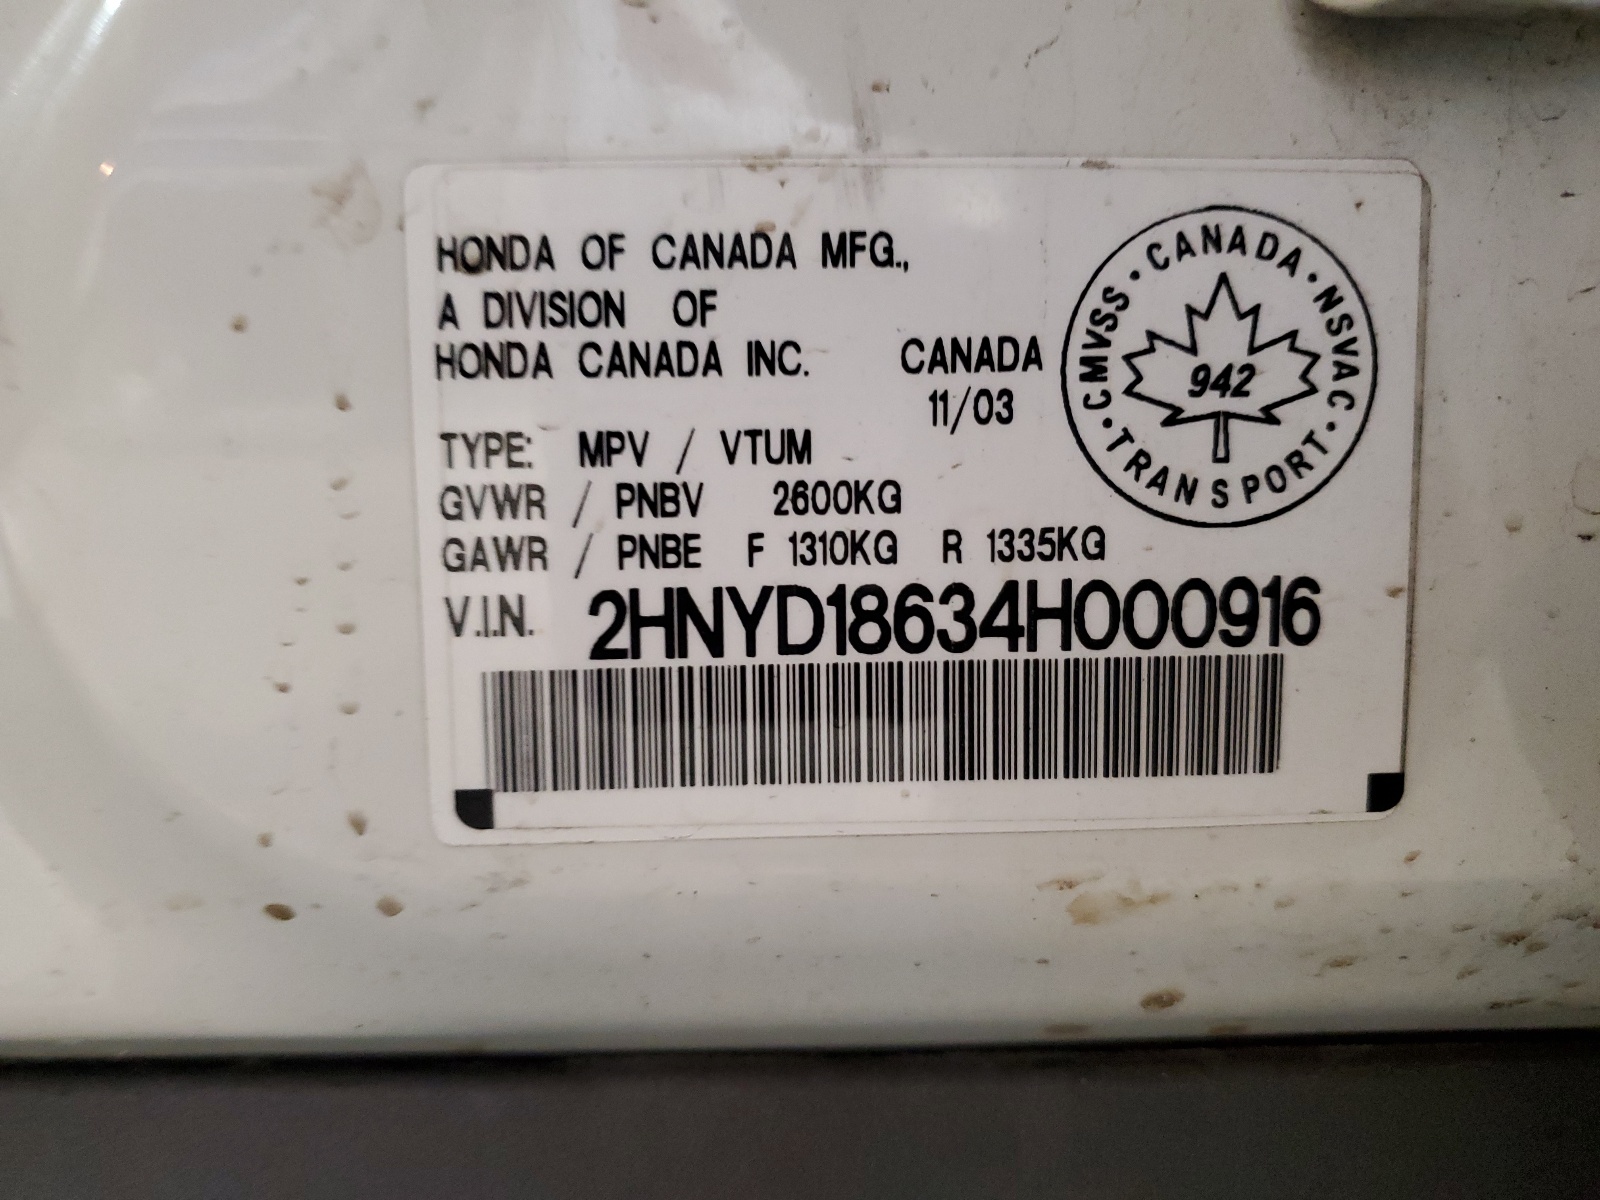 HONDA OF CANADA MFG.,
A DIVISION OF
HONDA CANADA INC. CANADA
11/03
TYPE: MPV / VTUM
GVWR / PNBV 2600KG
GAWR / PNBE F 1310KG R 1335KG
V.I.N. 2HNYD18634H000916
CMVSS · CANADA · NSVAC · TRANSPORT ·
942